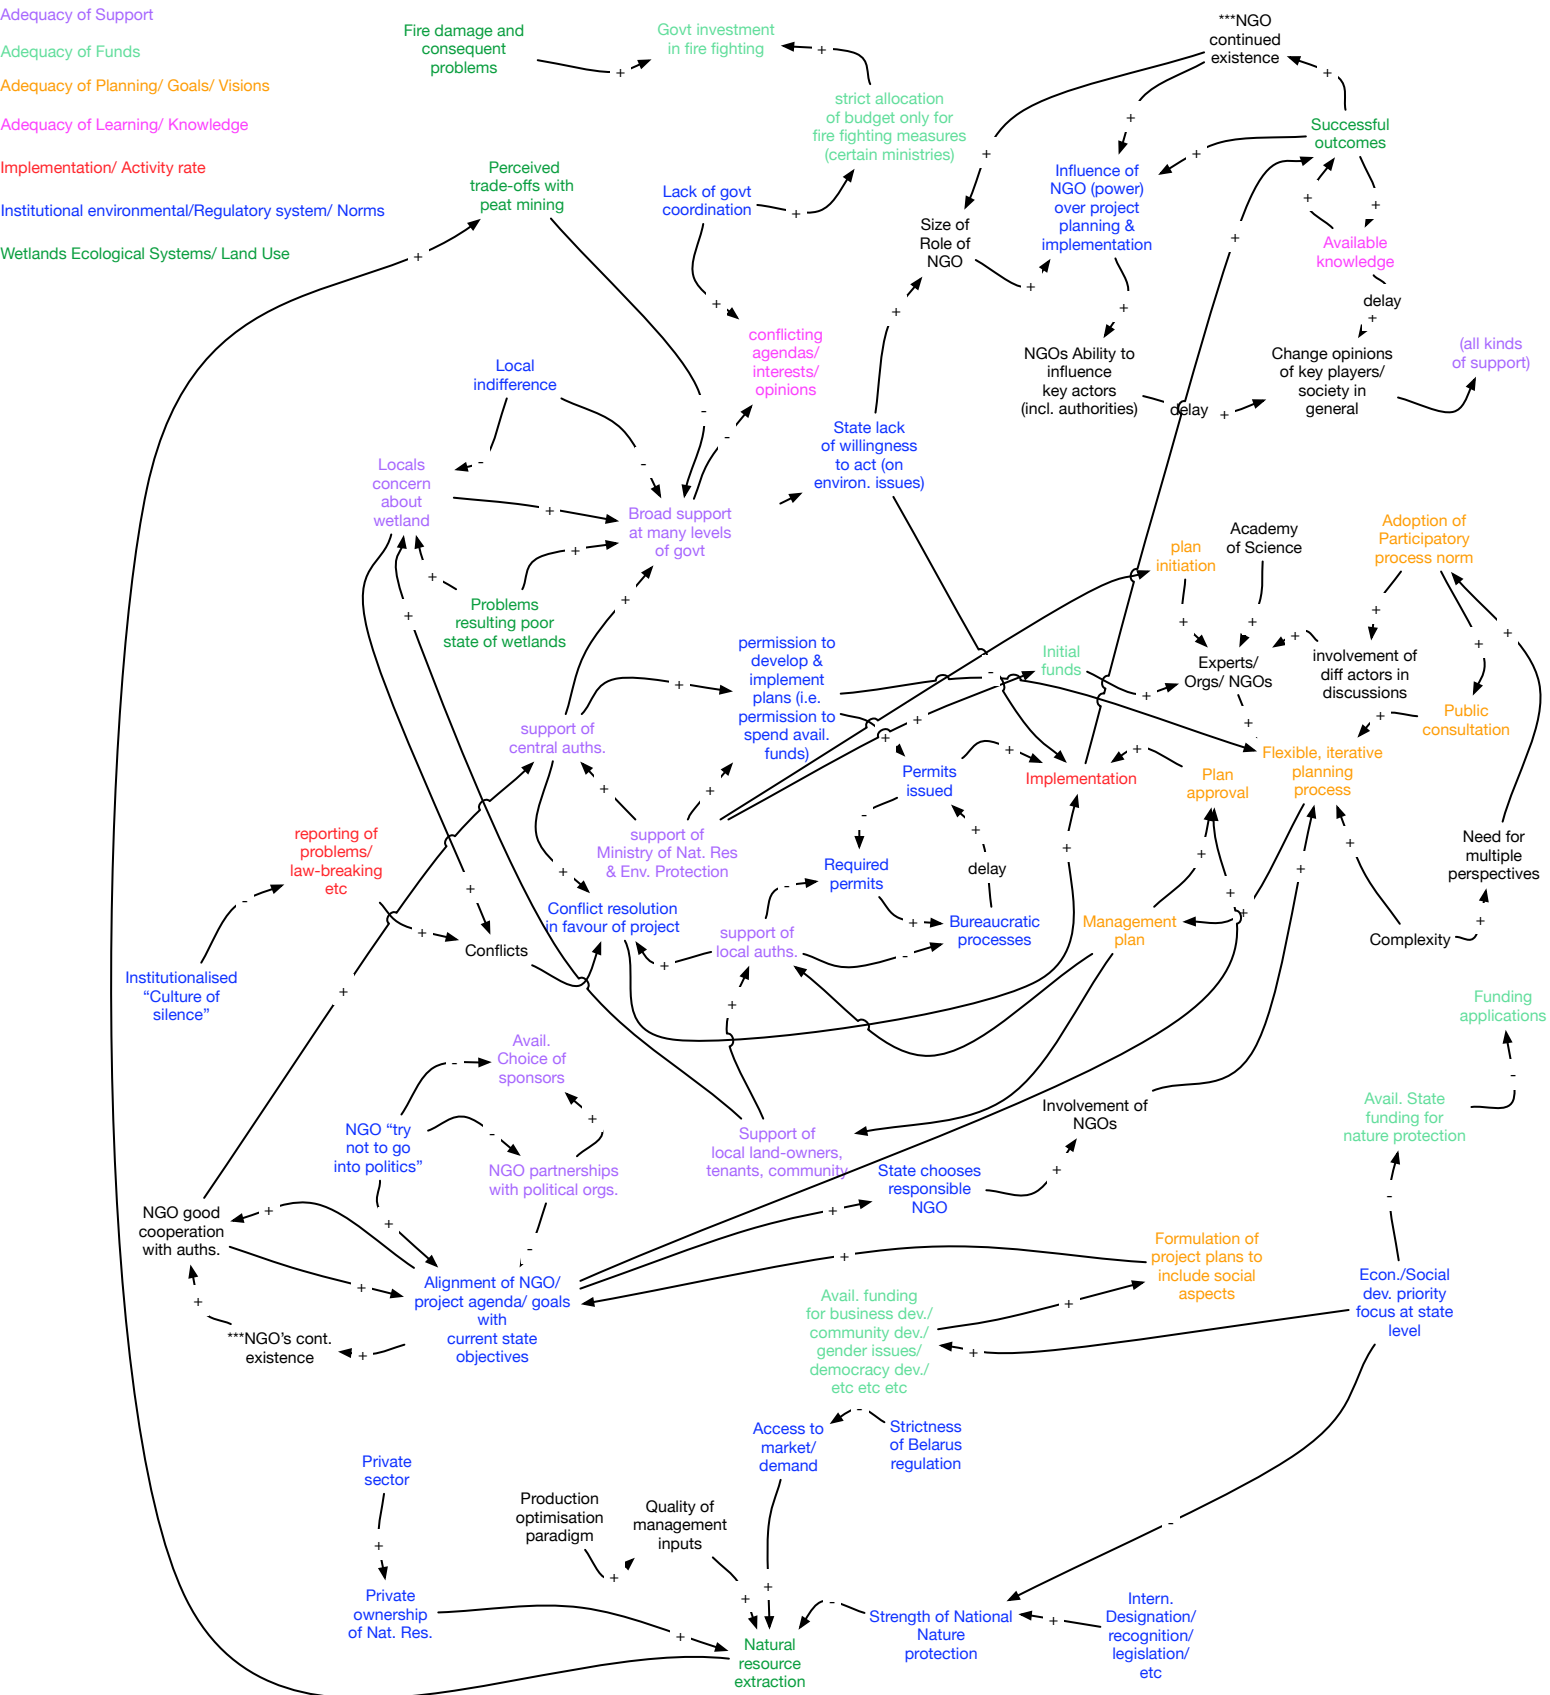 Adequacy of Support
Adequacy of Funds
Adequacy of Planning/ Goals/ Visions
Adequacy of Learning/ Knowledge
Implementation/ Activity rate
Institutional environmental/Regulatory system/ Norms
Wetlands Ecological Systems/ Land Use
Fire damage and
consequent
problems
+
Govt investment
in fire fighting
+
strict allocation
of budget only for
fire fighting measures
(certain ministries)
***NGO
continued
existence
+
Successful
outcomes
+
+
+
Perceived
trade-offs with
peat mining
+
Lack of govt
coordination
+
+
Influence of
NGO (power)
over project
planning &
implementation
+
+
+
Size of
Role of
NGO
+
+
Available
knowledge
delay
+
conflicting
agendas/
interests/
opinions
NGOs Ability to
influence
key actors
(incl. authorities)
delay
+
Change opinions
of key players/
society in
general
(all kinds
of support)
Local
indifference
-
-
-
-
State lack
of willingness
to act (on
environ. issues)
Locals
concern
about
wetland
+
Broad support
at many levels
of govt
+
+
+
+
Problems
resulting poor
state of wetlands
plan
initiation
+
Academy
of Science
+
Adoption of
Participatory
process norm
+
+
+
+
Experts/
Orgs/ NGOs
+
involvement of
diff actors in
discussions
Public
consultation
+
permission to
develop &
implement
plans (i.e.
permission to
spend avail.
funds)
+
-
Initial
funds
+
+
+
support of
central auths.
+
+
+
support of
Ministry of Nat. Res
& Env. Protection
Permits
issued
+
Implementation
+
Plan
approval
Flexible, iterative
planning
process
-
+
delay
Required
permits
+
Bureaucratic
processes
+
+
+
+
+
+
Need for
multiple
perspectives
+
Complexity
reporting of
problems/
law-breaking
etc
-
+
+
Conflicts
Conflict resolution
in favour of project
+
support of
local auths.
-
-
Management
plan
Institutionalised
“Culture of
silence”
+
+
Funding
applications
-
Avail.
Choice of
sponsors
-
+
NGO “try
not to go
into politics”
-
NGO partnerships
with political orgs.
+
-
Support of
local land-owners,
tenants, community
Involvement of
NGOs
+
State chooses
responsible
NGO
+
Avail. State
funding for
nature protection
-
NGO good
cooperation
with auths.
+
+
+
Alignment of NGO/
project agenda/ goals
with
current state
objectives
***NGO’s cont.
existence
+
+
Formulation of
project plans to
include social
aspects
+
Avail. funding
for business dev./
community dev./
gender issues/
democracy dev./
etc etc etc
+
Econ./Social
dev. priority
focus at state
level
-
Access to
market/
demand
-
Strictness
of Belarus
regulation
Private
sector
+
Private
ownership
of Nat. Res.
+
Production
optimisation
paradigm
+
Quality of
management
inputs
+
+
Natural
resource
extraction
-
Strength of National
Nature
protection
+
Intern.
Designation/
recognition/
legislation/
etc